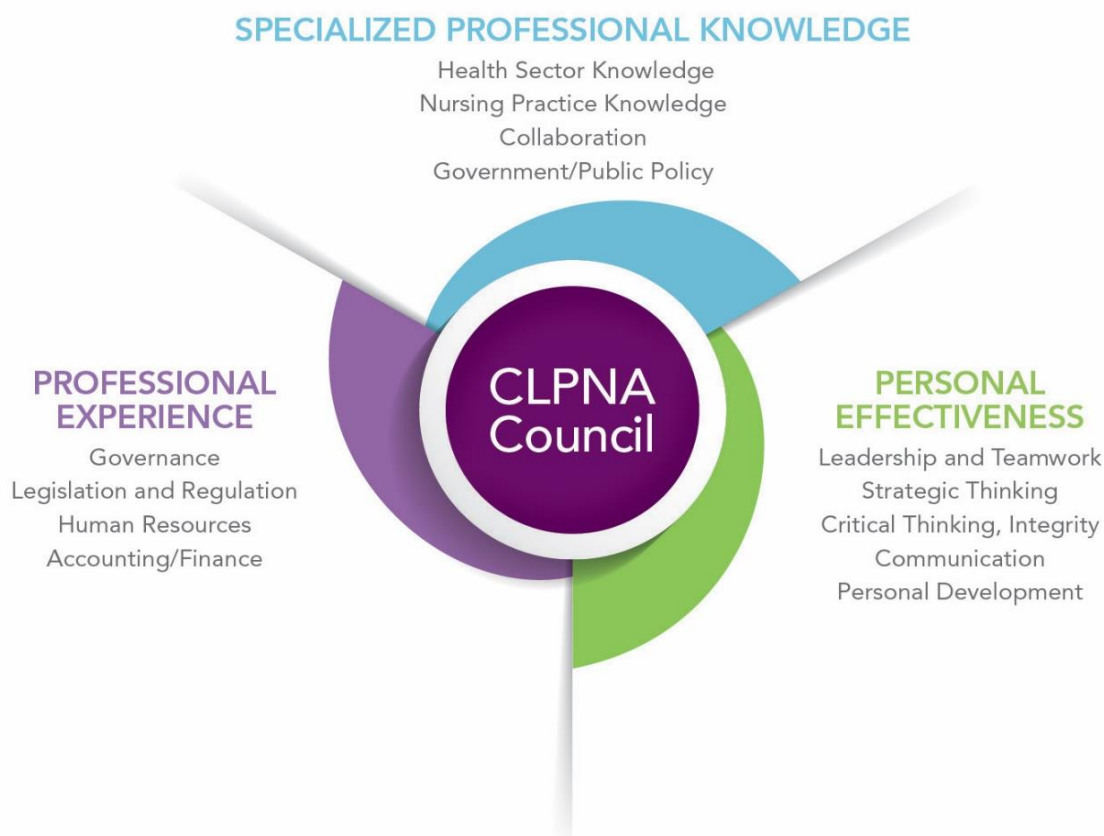 SPECIALIZED PROFESSIONAL KNOWLEDGE
Health Sector Knowledge
Nursing Practice Knowledge
Collaboration
Government/Public Policy
PROFESSIONAL
EXPERIENCE
Governance
Legislation and Regulation
Human Resources
Accounting/Finance
CLPNA
Council
PERSONAL
EFFECTIVENESS
Leadership and Teamwork
Strategic Thinking
Critical Thinking, Integrity
Communication
Personal Development